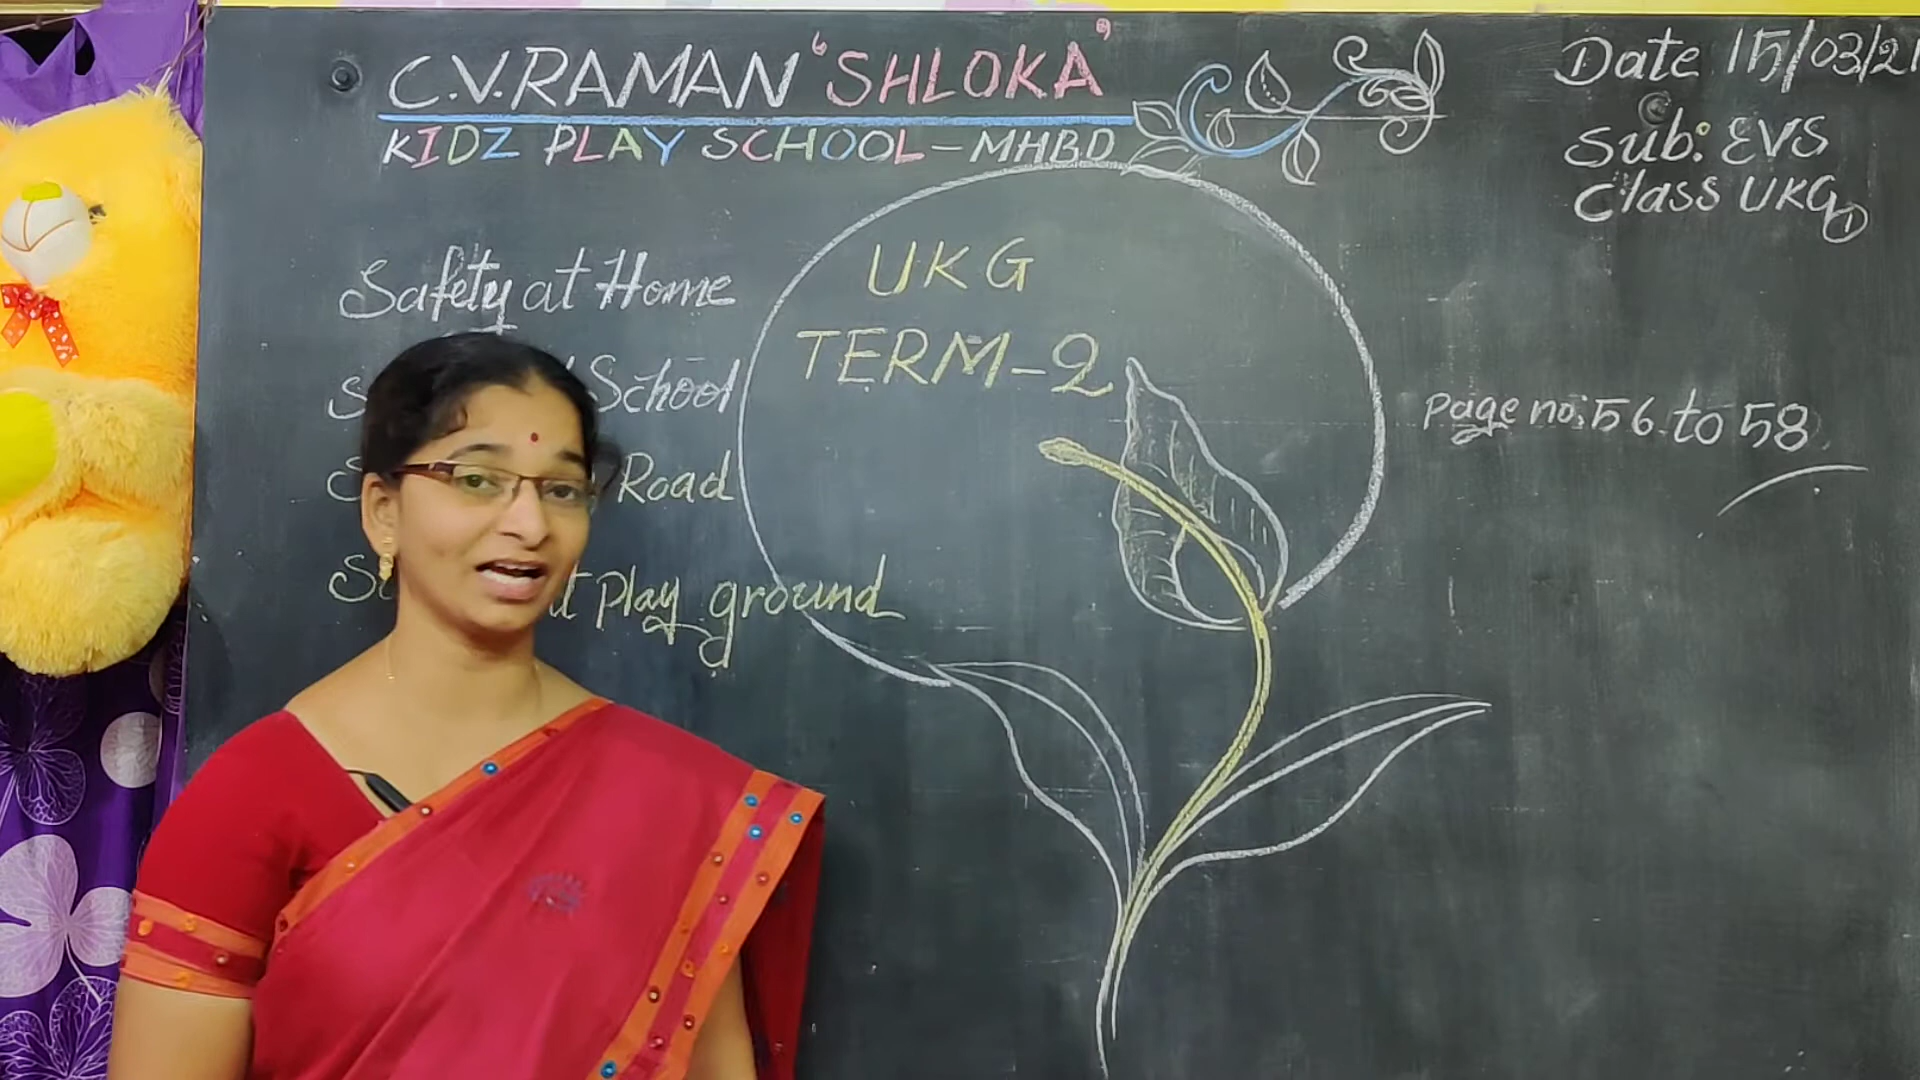 C.V.RAMAN 'SHLOKA'
KIDZ PLAY SCHOOL-MHBD
Date 15/03/21
Sub: EVS
Class UKG
UKG
TERM-2
Safety at Home
School
Road
Play ground
Page no: 56 to 58